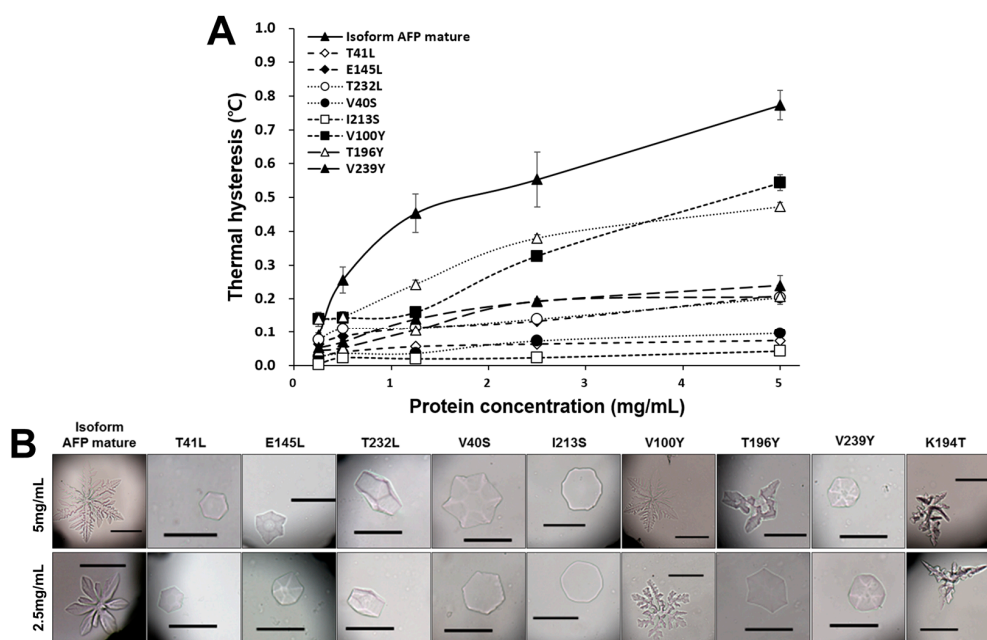 A
1.0
0.9
0.8
0.7
0.6
0.5
0.4
0.3
0.2
0.1
0.0
Thermal hysteresis (℃)
Isoform AFP mature
T41L
E145L
T232L
V40S
I213S
V100Y
T196Y
V239Y
0 1 2 3 4 5
Protein concentration (mg/mL)
B
Isoform
AFP mature T41L E145L T232L V40S I213S V100Y T196Y V239Y K194T
5mg/mL
2.5mg/mL